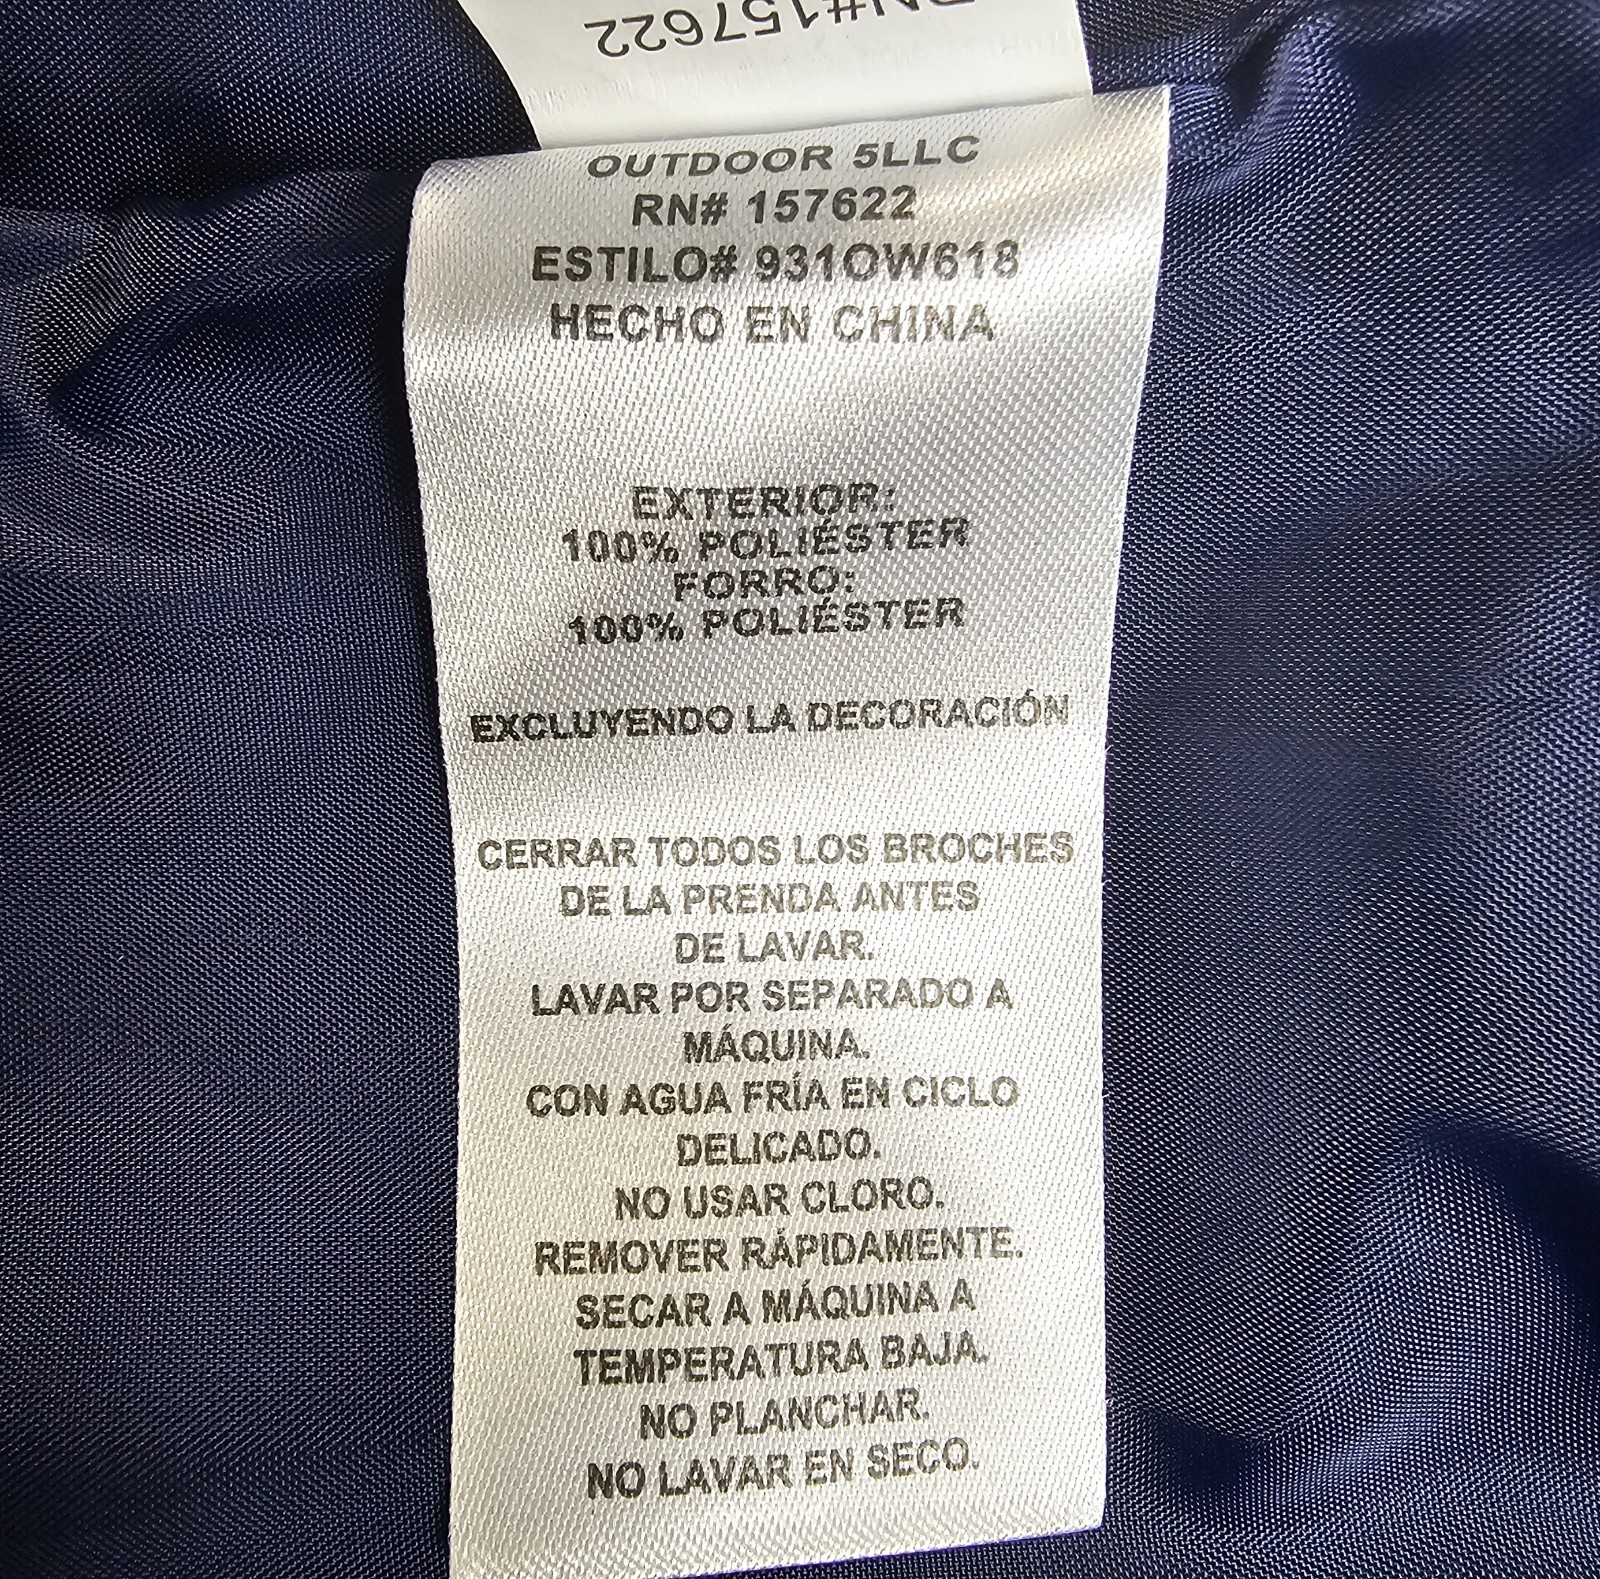 RN#157622
OUTDOOR 5LLC
RN# 157622
ESTILO# 931OW618
HECHO EN CHINA
EXTERIOR:
100% POLIÉSTER
FORRO:
100% POLIÉSTER
EXCLUYENDO LA DECORACIÓN
CERRAR TODOS LOS BROCHES
DE LA PRENDA ANTES
DE LAVAR.
LAVAR POR SEPARADO A
MÁQUINA.
CON AGUA FRÍA EN CICLO
DELICADO.
NO USAR CLORO.
REMOVER RÁPIDAMENTE.
SECAR A MÁQUINA A
TEMPERATURA BAJA.
NO PLANCHAR.
NO LAVAR EN SECO.